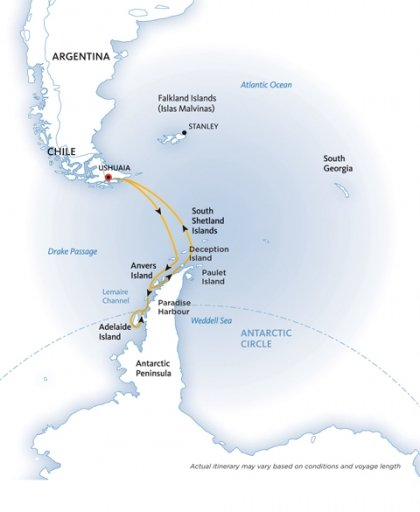 ARGENTINA
Atlantic Ocean
Falkland Islands
(Islas Malvinas)
STANLEY
CHILE
USHUAIA
South
Georgia
South
Shetland
Islands
Drake Passage
Deception
Island
Anvers
Island
Paulet
Island
Lemaire
Channel
Paradise
Harbour
Weddell Sea
Adelaide
Island
ANTARCTIC
CIRCLE
Antarctic
Peninsula
Actual itinerary may vary based on conditions and voyage length